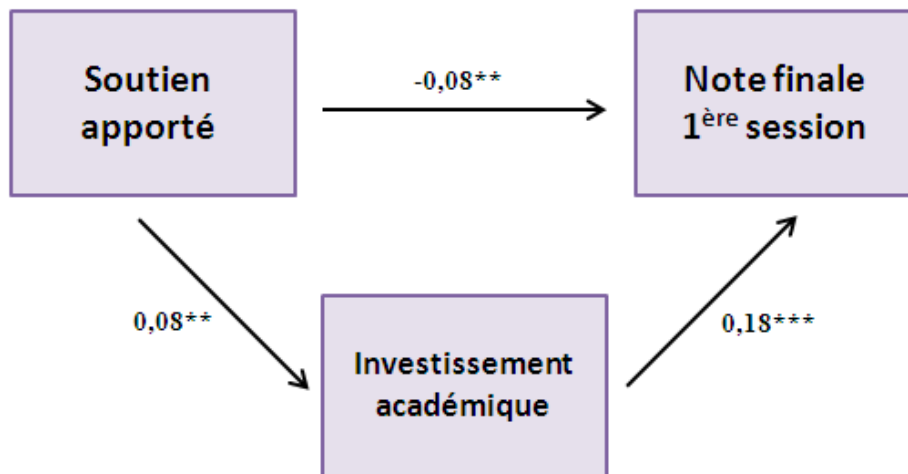 Soutien
apporté
-0,08**
Note finale
1ère session
0,08**
0,18***
Investissement
académique